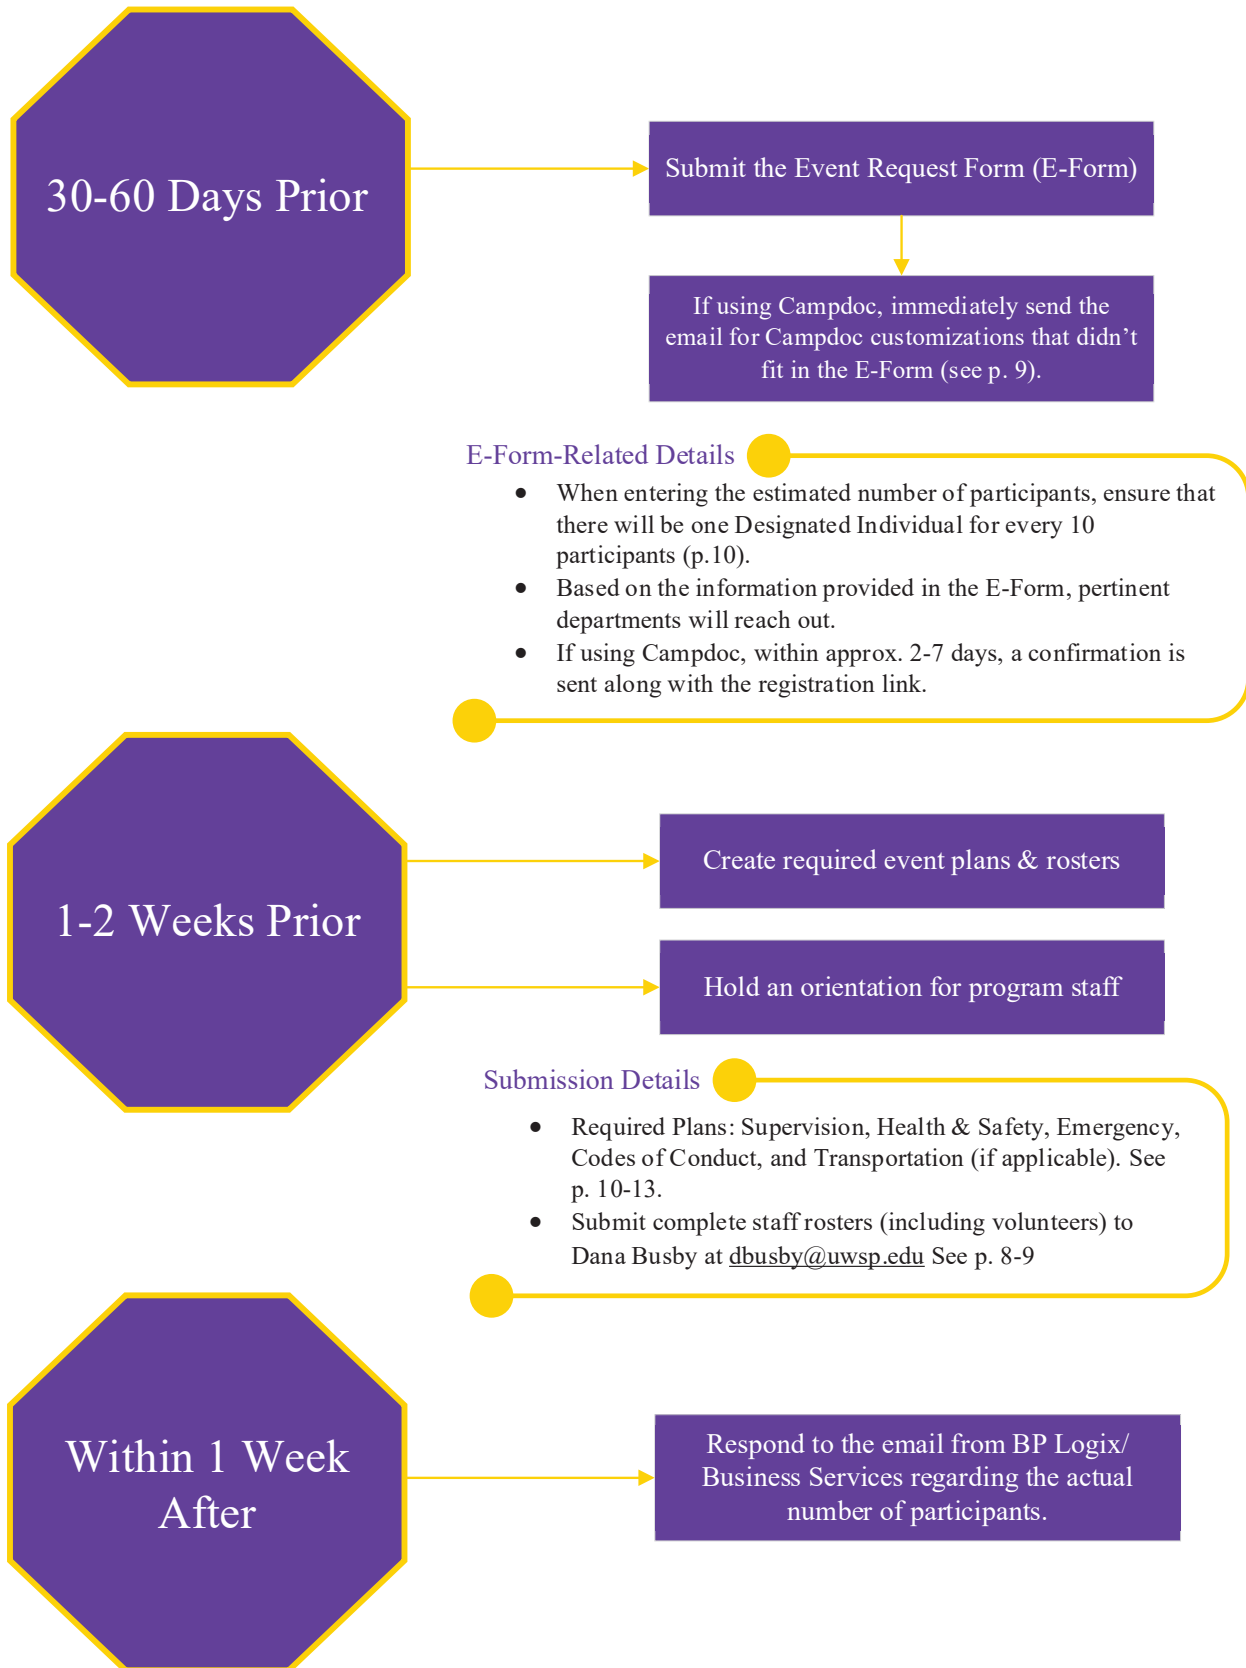 30-60 Days Prior
Submit the Event Request Form (E-Form)
If using Campdoc, immediately send the
email for Campdoc customizations that didn’t
fit in the E-Form (see p. 9).
E-Form-Related Details
● When entering the estimated number of participants, ensure that
there will be one Designated Individual for every 10
participants (p.10).
● Based on the information provided in the E-Form, pertinent
departments will reach out.
● If using Campdoc, within approx. 2-7 days, a confirmation is
sent along with the registration link.
1-2 Weeks Prior
Create required event plans & rosters
Hold an orientation for program staff
Submission Details
● Required Plans: Supervision, Health & Safety, Emergency,
Codes of Conduct, and Transportation (if applicable). See
p. 10-13.
● Submit complete staff rosters (including volunteers) to
Dana Busby at dbusby@uwsp.edu See p. 8-9
Within 1 Week
After
Respond to the email from BP Logix/
Business Services regarding the actual
number of participants.